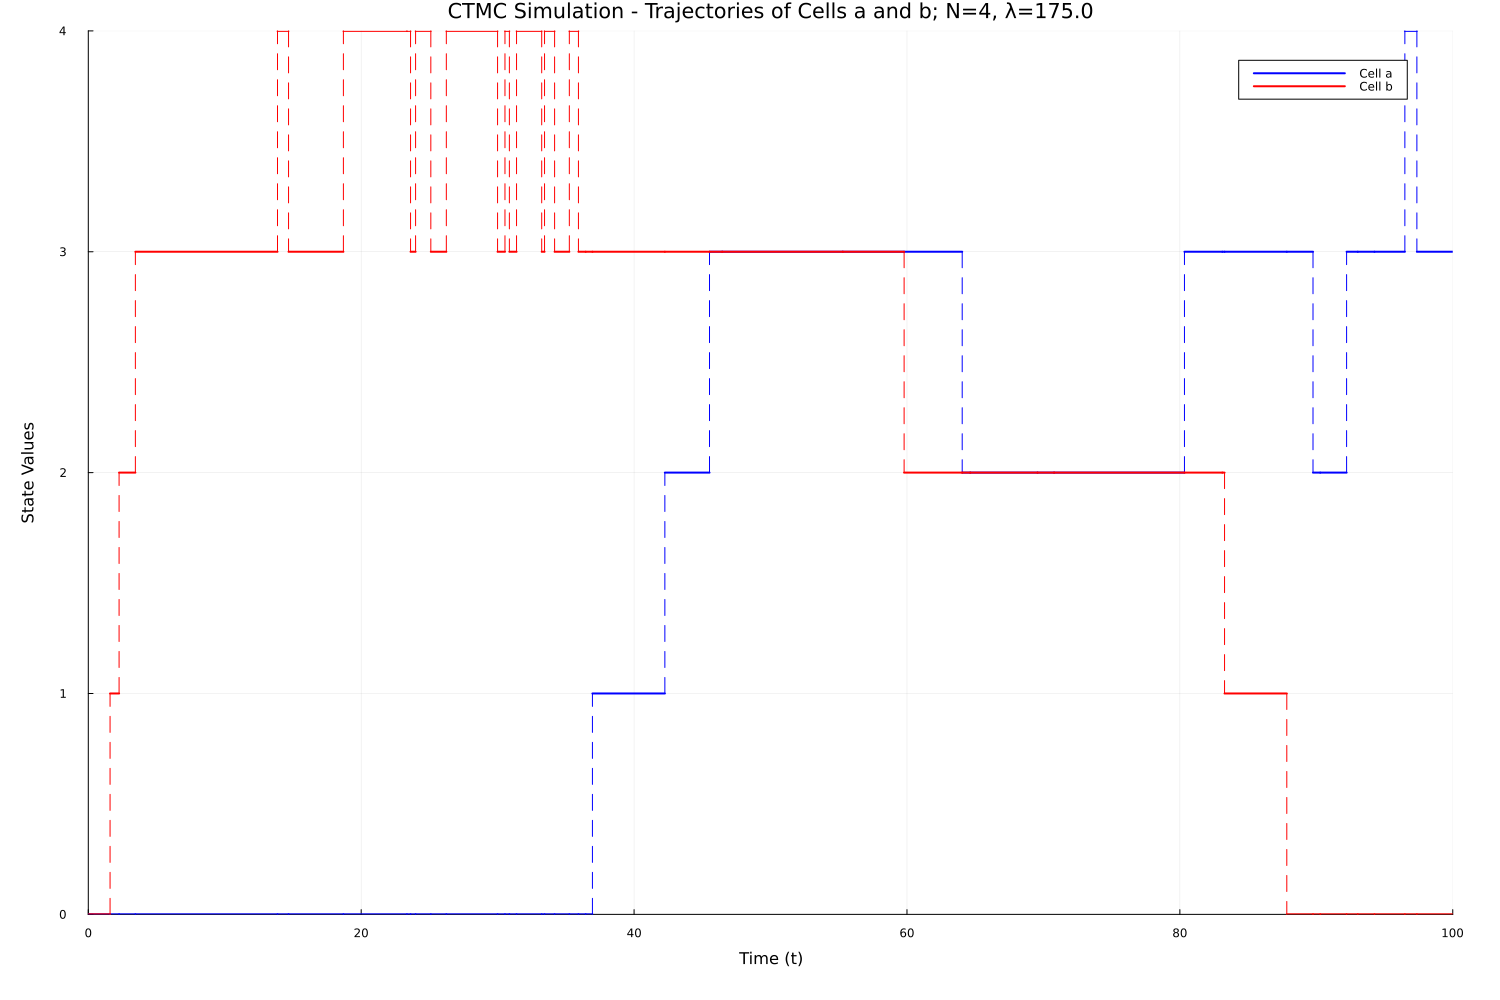 CTMC Simulation - Trajectories of Cells a and b; N=4, λ=175.0
4
Cell a
Cell b
3
State Values
2
1
0
0 20 40 60 80 100
Time (t)